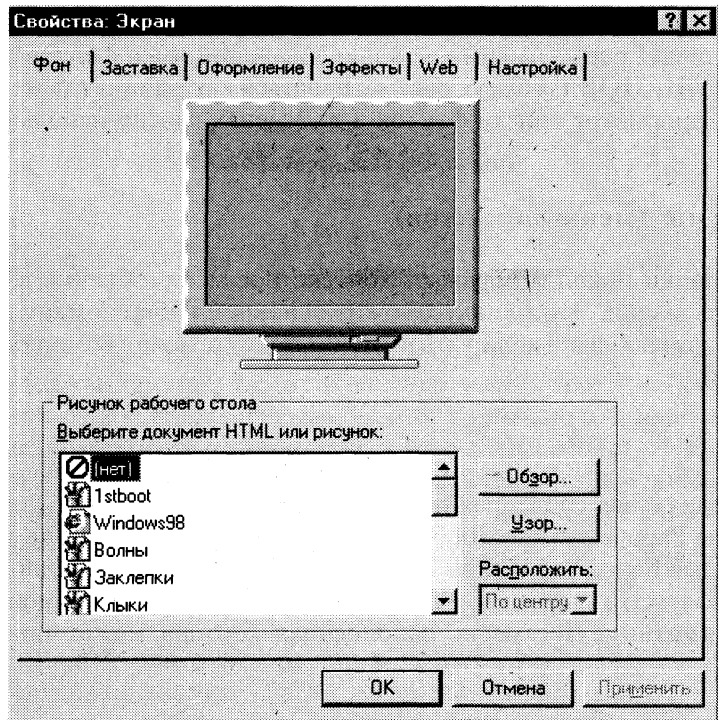 Свойства: Экран
Фон Заставка Оформление Эффекты Web Настройка
Рисунок рабочего стола
Выберите документ HTML или рисунок:
(нет)
1stboot
Windows98
Волны
Заклепки
Клыки
Обзор...
Узор...
Расположить:
По центру
OK Отмена Применить